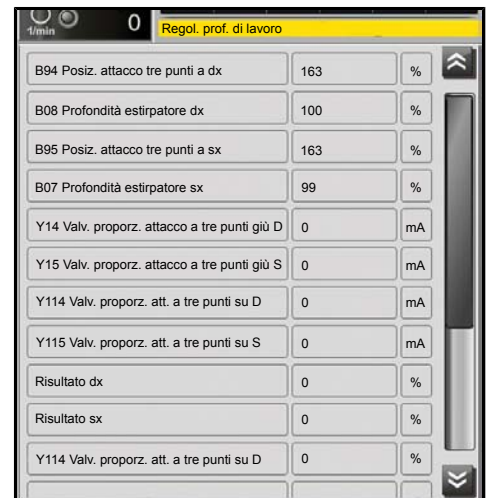 1/min 0 Regol. prof. di lavoro
B94 Posiz. attacco tre punti a dx 163 %
B08 Profondità estirpatore dx 100 %
B95 Posiz. attacco tre punti a sx 163 %
B07 Profondità estirpatore sx 99 %
Y14 Valv. proporz. attacco a tre punti giù D 0 mA
Y15 Valv. proporz. attacco a tre punti giù S 0 mA
Y114 Valv. proporz. att. a tre punti su D 0 mA
Y115 Valv. proporz. att. a tre punti su S 0 mA
Risultato dx 0 %
Risultato sx 0 %
Y114 Valv. proporz. att. a tre punti su D 0 %